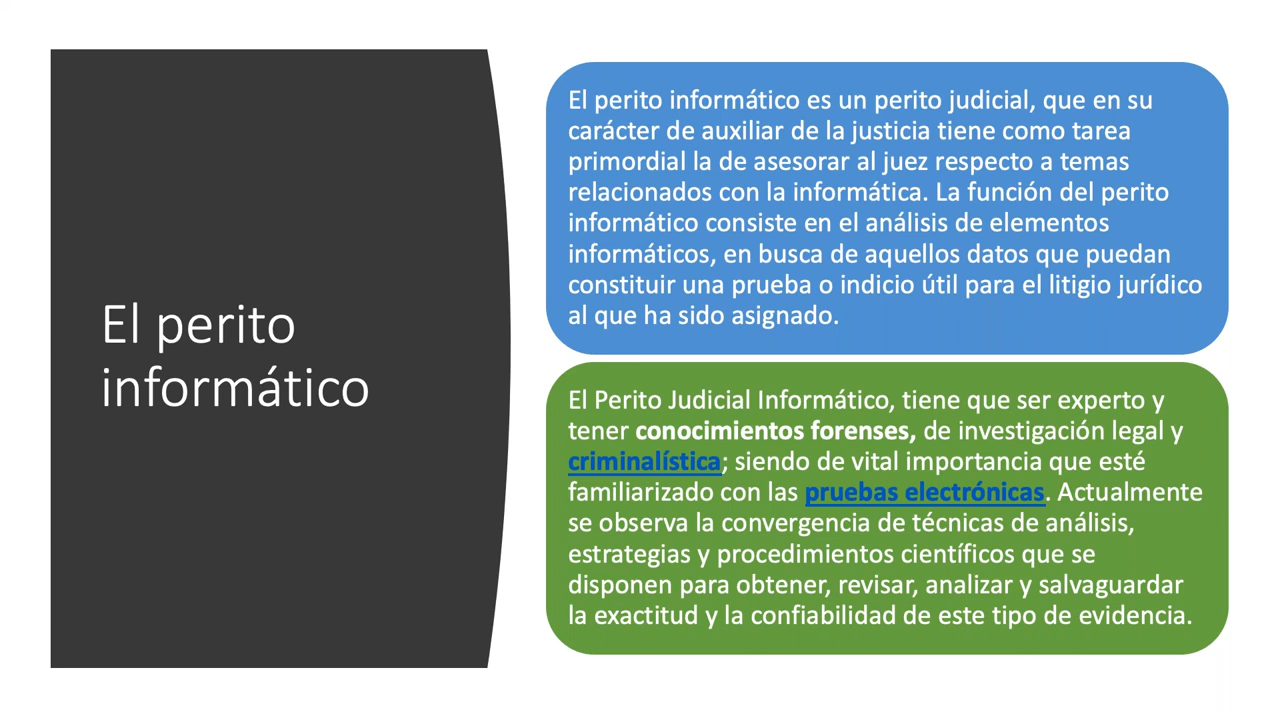 El perito
informático
El perito informático es un perito judicial, que en su
carácter de auxiliar de la justicia tiene como tarea
primordial la de asesorar al juez respecto a temas
relacionados con la informática. La función del perito
informático consiste en el análisis de elementos
informáticos, en busca de aquellos datos que puedan
constituir una prueba o indicio útil para el litigio jurídico
al que ha sido asignado.
El Perito Judicial Informático, tiene que ser experto y
tener conocimientos forenses, de investigación legal y
criminalística; siendo de vital importancia que esté
familiarizado con las pruebas electrónicas. Actualmente
se observa la convergencia de técnicas de análisis,
estrategias y procedimientos científicos que se
disponen para obtener, revisar, analizar y salvaguardar
la exactitud y la confiabilidad de este tipo de evidencia.